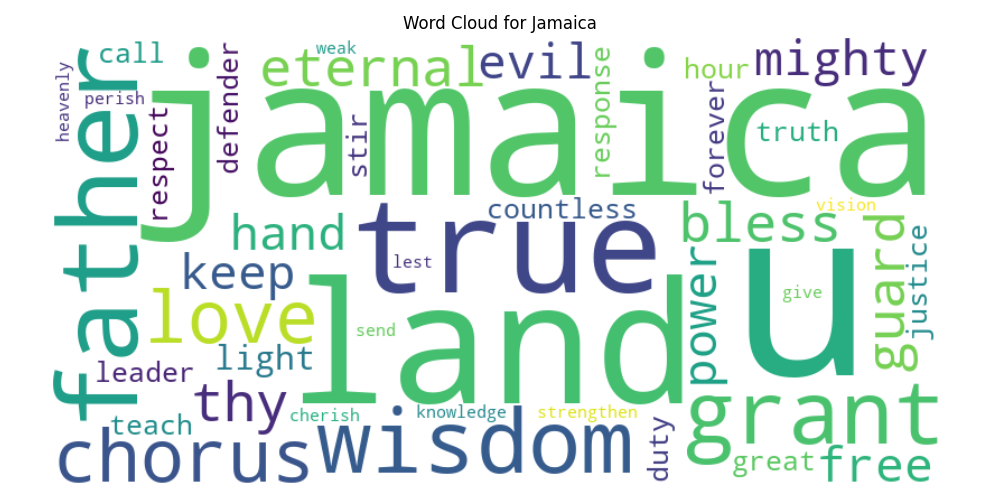 Word Cloud for Jamaica
call
weak
eternal
evil
hour
mighty
heavenly
perish
father
jamaica
defender
respect
stir
response
forever
truth
hand
true
countless
bless
vision
keep
lest
guard
justice
love
land
send
power
give
u
light
leader
thy
cherish
knowledge
strengthen
grant
teach
chorus
wisdom
duty
great
free